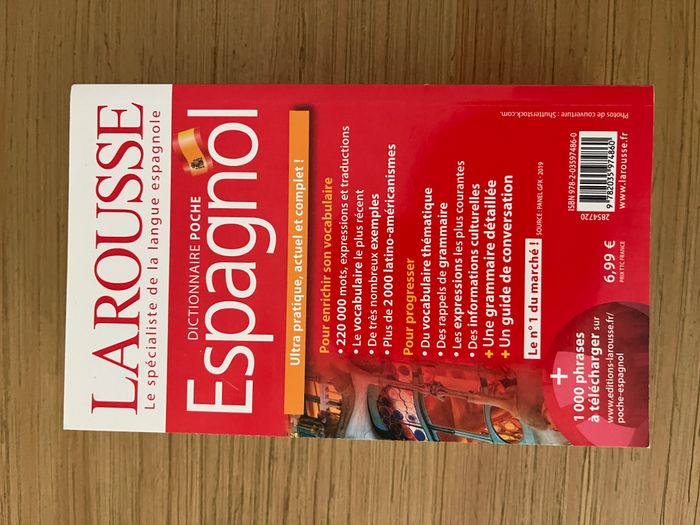 LAROUSSE
Le spécialiste de la langue espagnole
DICTIONNAIRE POCHE
Espagnol
Ultra pratique, actuel et complet !
Pour enrichir son vocabulaire
• 220 000 mots, expressions et traductions
• Le vocabulaire le plus récent
• De très nombreux exemples
• Plus de 2 000 latino-américanismes
Pour progresser
• Du vocabulaire thématique
• Des rappels de grammaire
• Les expressions les plus courantes
• Des informations culturelles
+ Une grammaire détaillée
+ Un guide de conversation
SOURCE : PANEL GFK : 2019
Le n° 1 du marché !
+
1 000 phrases
à télécharger sur
www.editions-larousse.fr/
poche-espagnol
6,99 €
PRIX TTC FRANCE
2854720
ISBN 978-2-03597486-0
9 782035 974860
www.larousse.fr
Photos de couverture : Shutterstock.com.